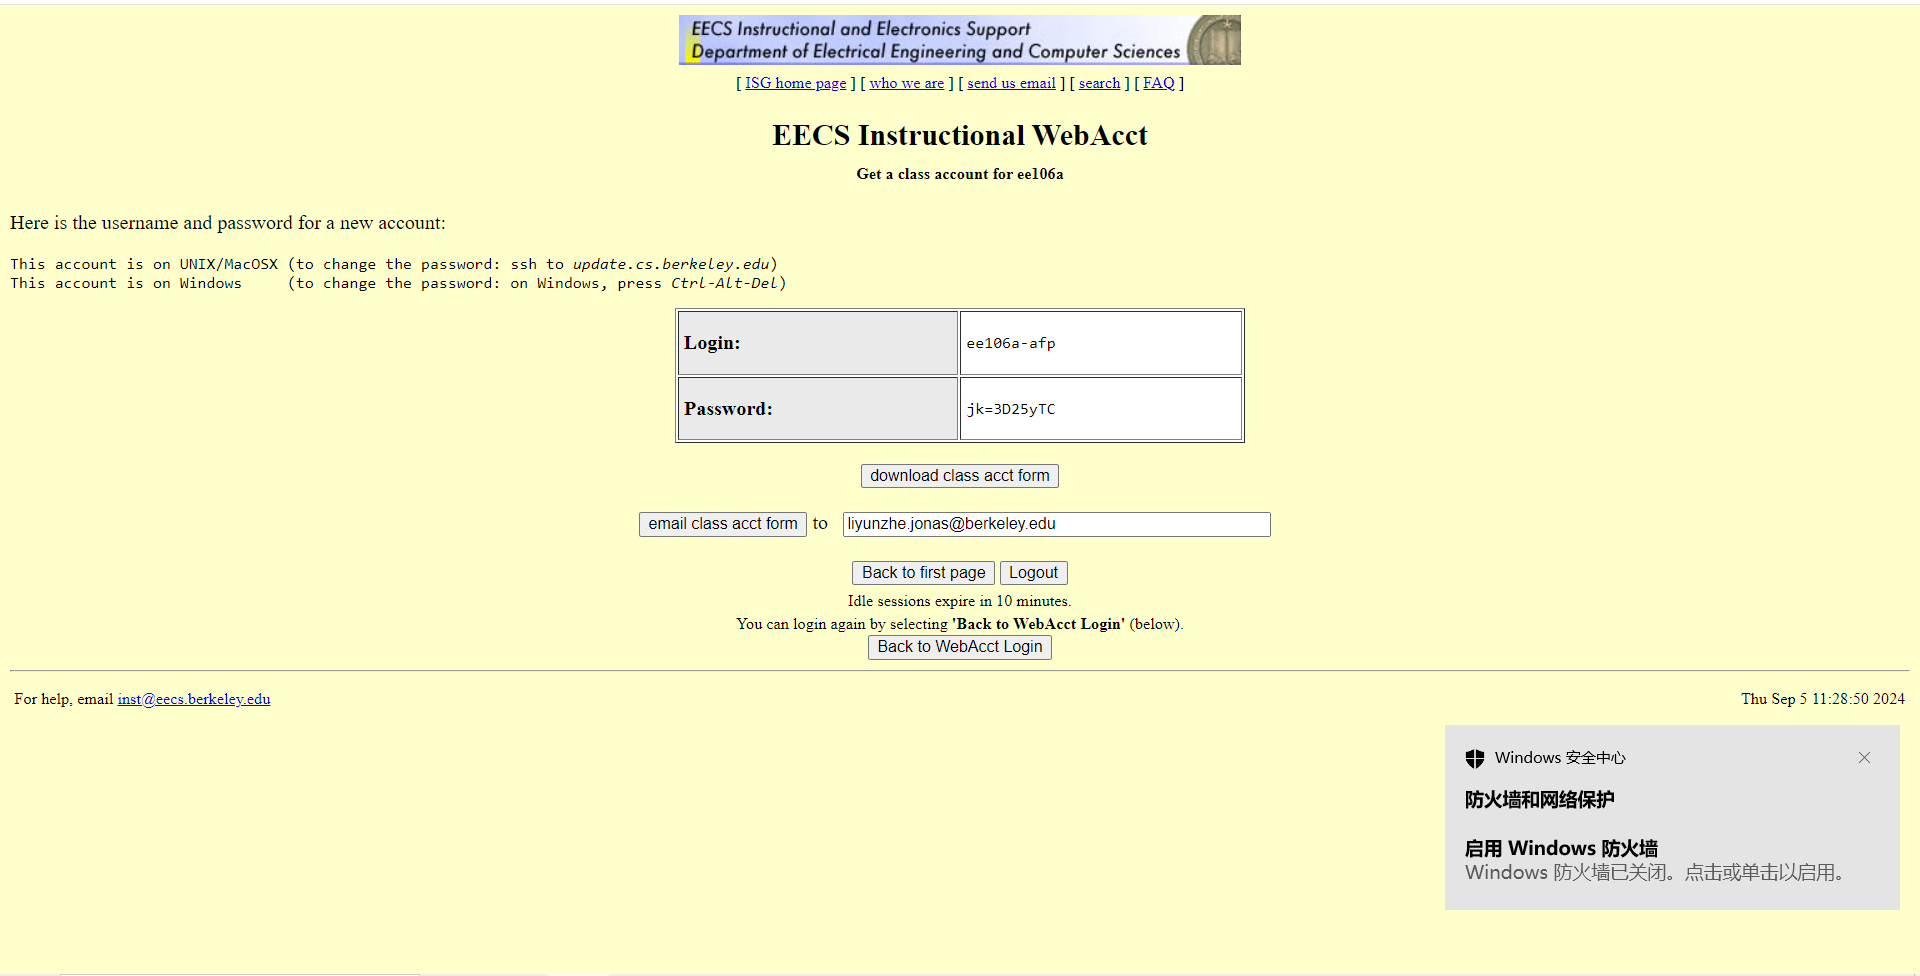 EECS Instructional and Electronics Support
Department of Electrical Engineering and Computer Sciences
[ ISG home page ] [ who we are ] [ send us email ] [ search ] [ FAQ ]
EECS Instructional WebAcct
Get a class account for ee106a
Here is the username and password for a new account:
This account is on UNIX/MacOSX (to change the password: ssh to update.cs.berkeley.edu)
This account is on Windows     (to change the password: on Windows, press Ctrl-Alt-Del)
Login: ee106a-afp
Password: jk=3D25yTC
download class acct form
email class acct form to liyunzhe.jonas@berkeley.edu
Back to first page Logout
Idle sessions expire in 10 minutes.
You can login again by selecting 'Back to WebAcct Login' (below).
Back to WebAcct Login
For help, email inst@eecs.berkeley.edu Thu Sep 5 11:28:50 2024
Windows 安全中心
防火墙和网络保护
启用 Windows 防火墙
Windows 防火墙已关闭。点击或单击以启用。